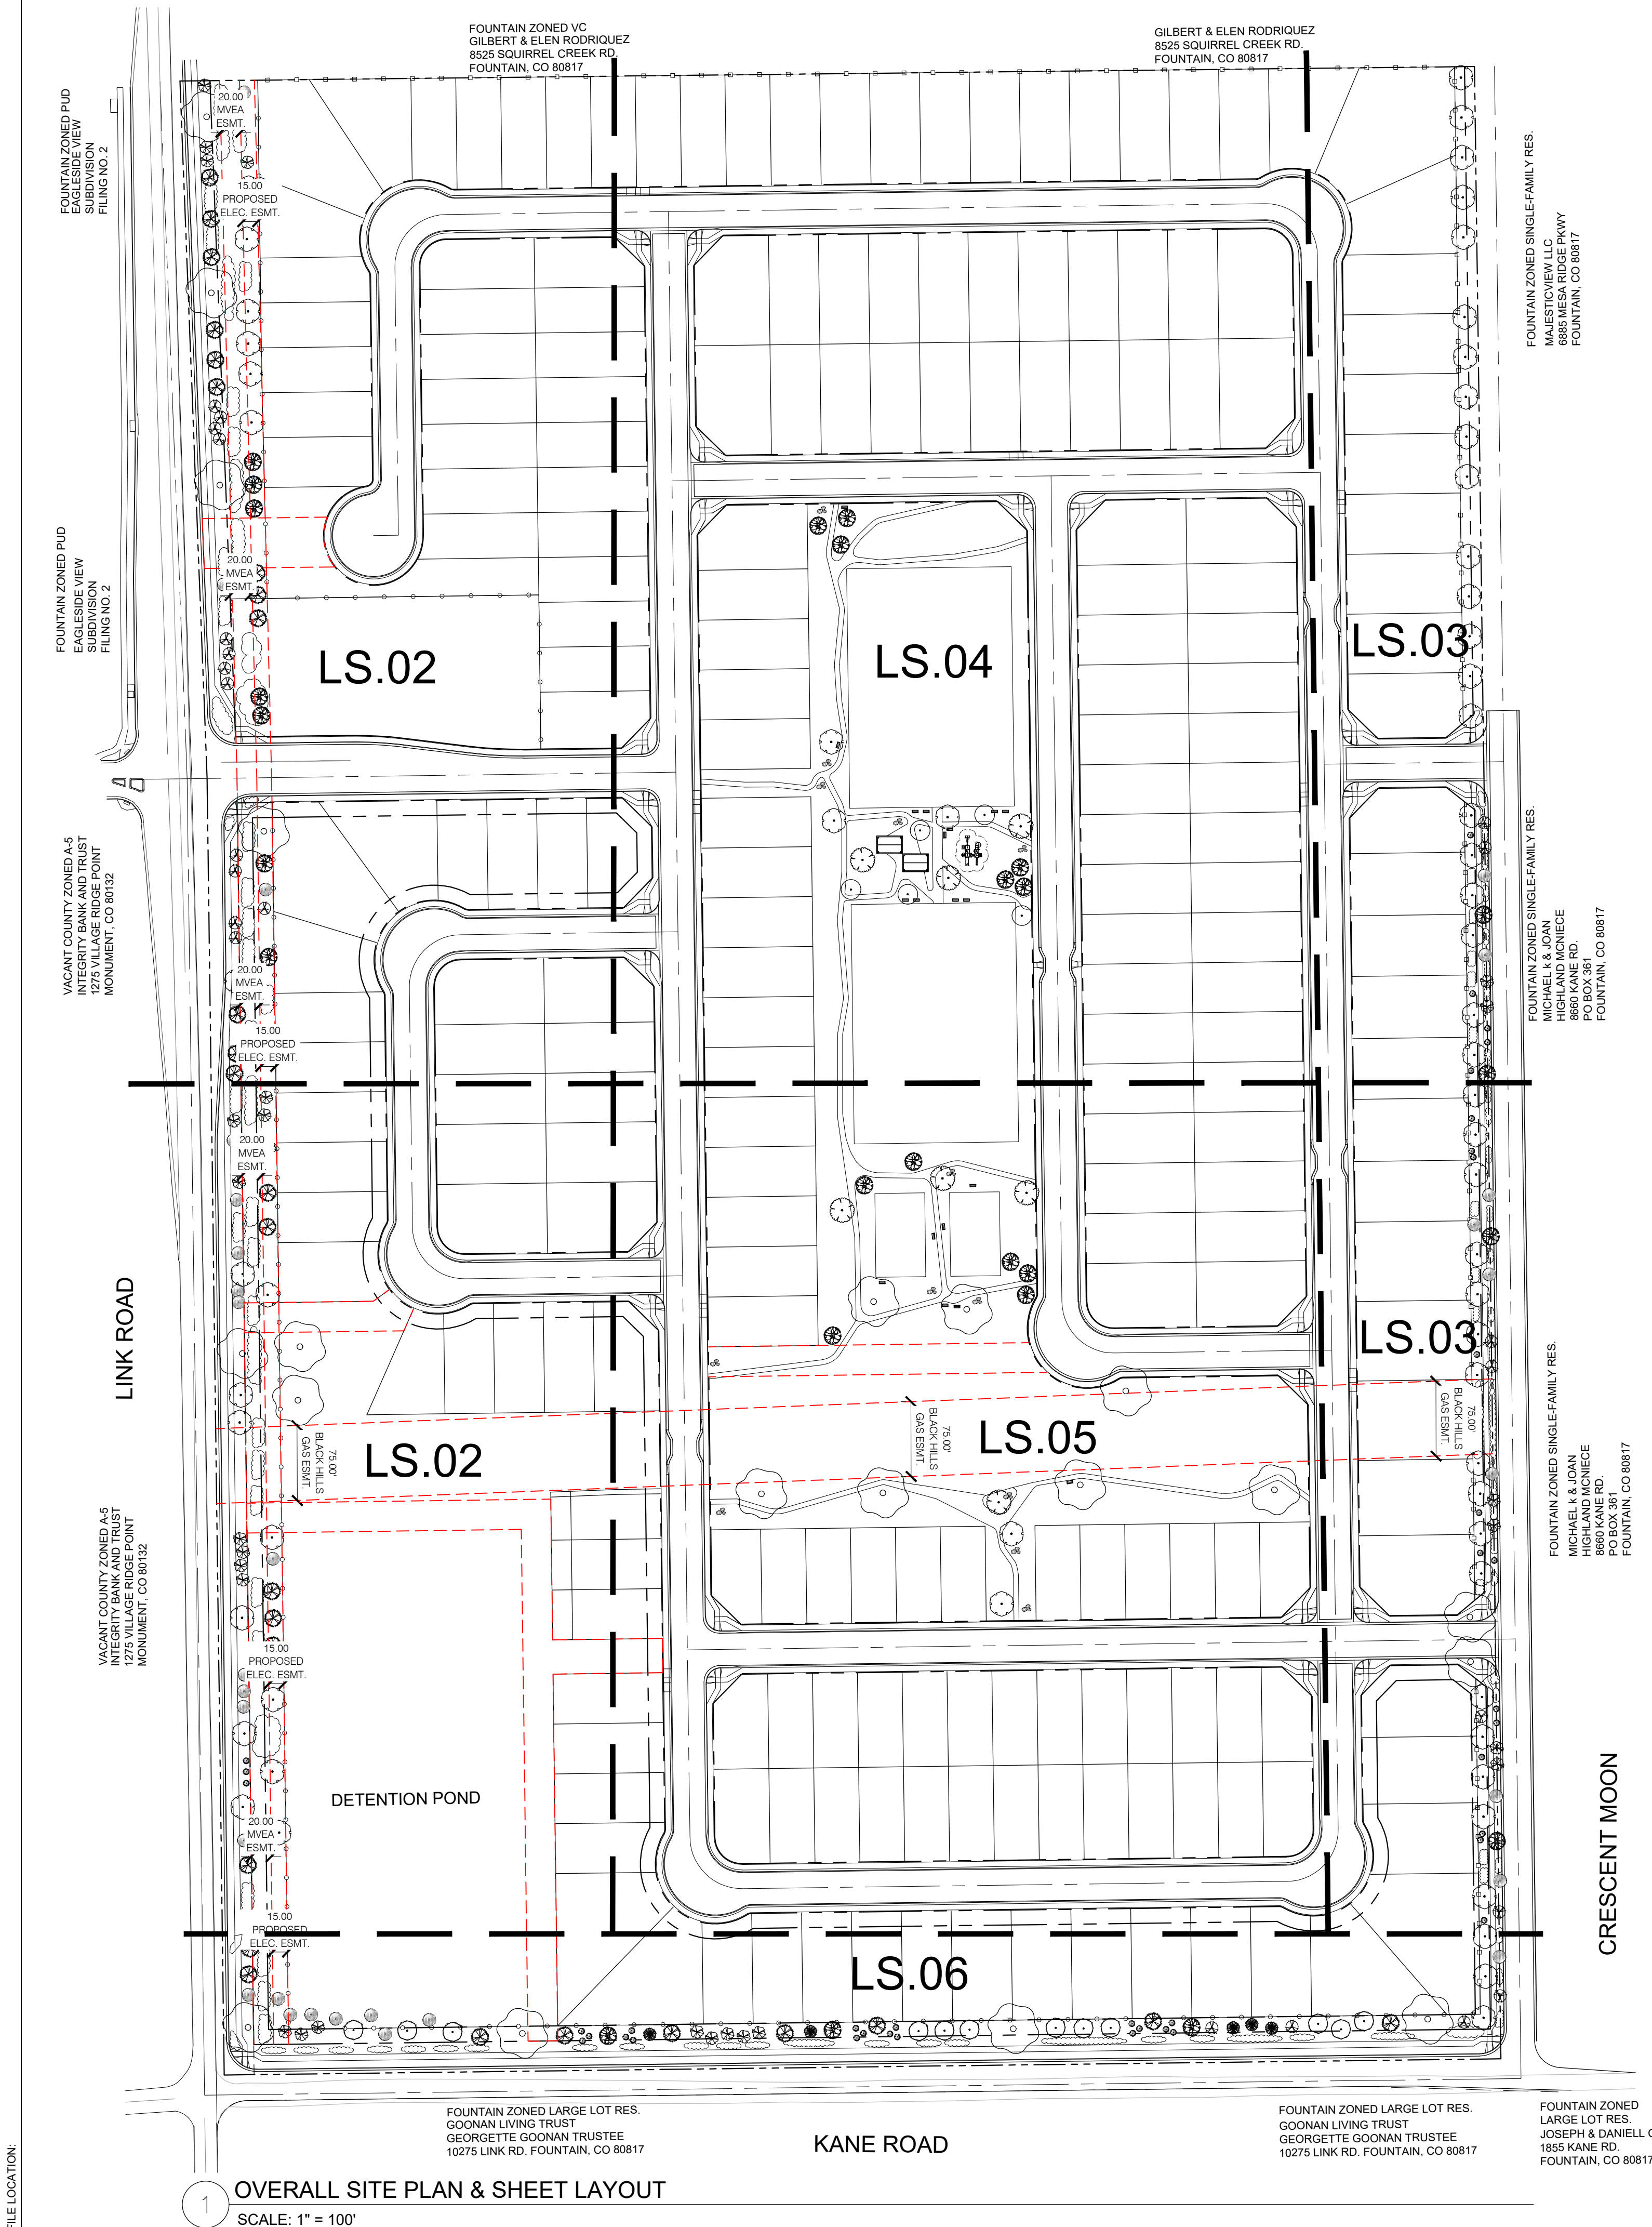 FOUNTAIN ZONED VC
GILBERT & ELEN RODRIQUEZ
8525 SQUIRREL CREEK RD.
FOUNTAIN, CO 80817
GILBERT & ELEN RODRIQUEZ
8525 SQUIRREL CREEK RD.
FOUNTAIN, CO 80817
FOUNTAIN ZONED PUD
EAGLESIDE VIEW
SUBDIVISION
FILING NO. 2
20.00
MVEA
ESMT.
15.00
PROPOSED
ELEC. ESMT.
FOUNTAIN ZONED SINGLE-FAMILY RES.
MAJESTICVIEW LLC
6885 MESA RIDGE PKWY
FOUNTAIN, CO 80817
FOUNTAIN ZONED PUD
EAGLESIDE VIEW
SUBDIVISION
FILING NO. 2
20.00
MVEA
ESMT.
LS.02
LS.04
LS.03
VACANT COUNTY ZONED A-5
INTEGRITY BANK AND TRUST
1275 VILLAGE RIDGE POINT
MONUMENT, CO 80132
20.00
MVEA
ESMT.
15.00
PROPOSED
ELEC. ESMT.
FOUNTAIN ZONED SINGLE-FAMILY RES.
MICHAEL k & JOAN
HIGHLAND MCNIECE
8660 KANE RD.
PO BOX 361
FOUNTAIN, CO 80817
20.00
MVEA
ESMT.
LINK ROAD
LS.03
75.00'
BLACK HILLS
GAS ESMT.
LS.02
75.00'
BLACK HILLS
GAS ESMT.
LS.05
75.00'
BLACK HILLS
GAS ESMT.
FOUNTAIN ZONED SINGLE-FAMILY RES.
MICHAEL k & JOAN
HIGHLAND MCNIECE
8660 KANE RD.
PO BOX 361
FOUNTAIN, CO 80817
VACANT COUNTY ZONED A-5
INTEGRITY BANK AND TRUST
1275 VILLAGE RIDGE POINT
MONUMENT, CO 80132
15.00
PROPOSED
ELEC. ESMT.
DETENTION POND
20.00
MVEA
ESMT.
CRESCENT MOON
15.00
PROPOSED
ELEC. ESMT.
LS.06
FOUNTAIN ZONED LARGE LOT RES.
GOONAN LIVING TRUST
GEORGETTE GOONAN TRUSTEE
10275 LINK RD. FOUNTAIN, CO 80817
KANE ROAD
FOUNTAIN ZONED LARGE LOT RES.
GOONAN LIVING TRUST
GEORGETTE GOONAN TRUSTEE
10275 LINK RD. FOUNTAIN, CO 80817
FOUNTAIN ZONED
LARGE LOT RES.
JOSEPH & DANIELL
1855 KANE RD.
FOUNTAIN, CO 80817
FILE LOCATION:
1
OVERALL SITE PLAN & SHEET LAYOUT
SCALE: 1" = 100'